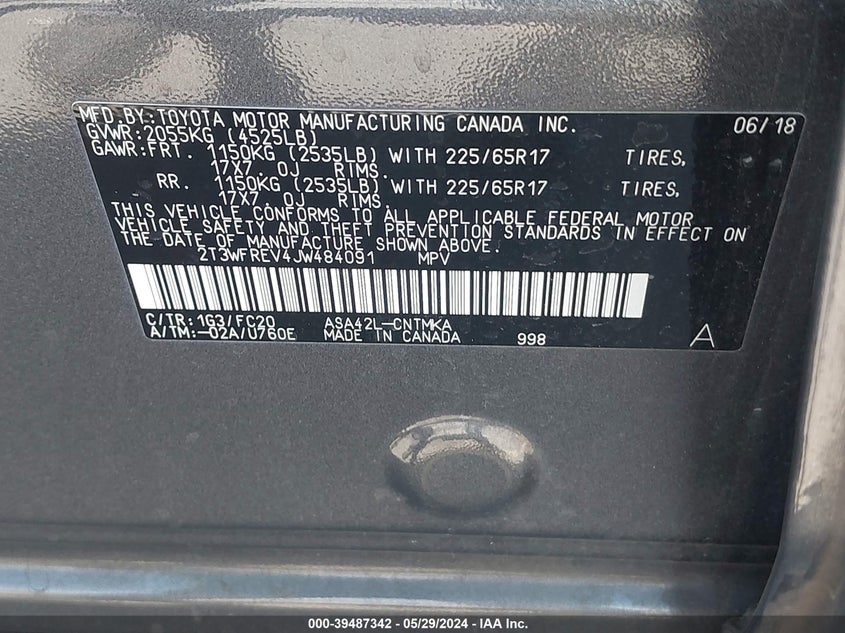 MFD.BY:TOYOTA MOTOR MANUFACTURING CANADA INC. 06/18
GVWR:2055KG (4525LB)
GAWR:FRT. 1150KG (2535LB) WITH 225/65R17 TIRES,
17X7.0J RIMS.
RR. 1150KG (2535LB) WITH 225/65R17 TIRES,
17X7.0J RIMS.
THIS VEHICLE CONFORMS TO ALL APPLICABLE FEDERAL MOTOR
VEHICLE SAFETY AND THEFT PREVENTION STANDARDS IN EFFECT ON
THE DATE OF MANUFACTURE SHOWN ABOVE.
2T3WFREV4JW484091 MPV
C/TR:1G3/FC20 ASA42L-CNTMKA
A/TM:-02A/U760E MADE IN CANADA 998 A
000-39487342 - 05/29/2024 - IAA Inc.